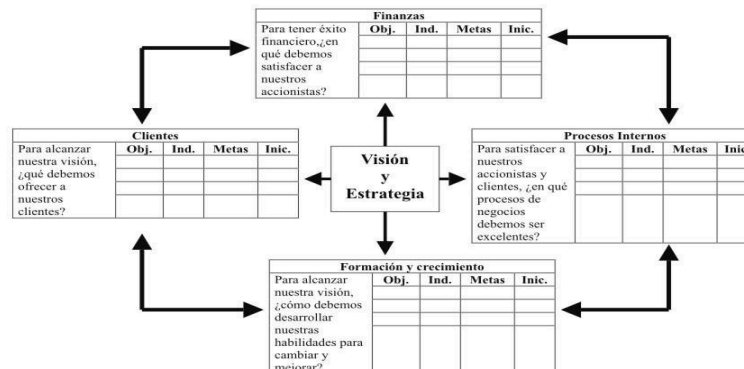 Finanzas
Para tener éxito
financiero,¿en
qué debemos
satisfacer a
nuestros
accionistas?
Obj. Ind. Metas Inic.
Clientes
Para alcanzar
nuestra visión,
¿qué debemos
ofrecer a
nuestros
clientes?
Obj. Ind. Metas Inic.
Visión
y
Estrategia
Procesos Internos
Para satisfacer a
nuestros
accionistas y
clientes, ¿en qué
procesos de
negocios
debemos ser
excelentes?
Obj. Ind. Metas Inic
Formación y crecimiento
Para alcanzar
nuestra visión,
¿cómo debemos
desarrollar
nuestras
habilidades para
cambiar y
mejorar?
Obj. Ind. Metas Inic.